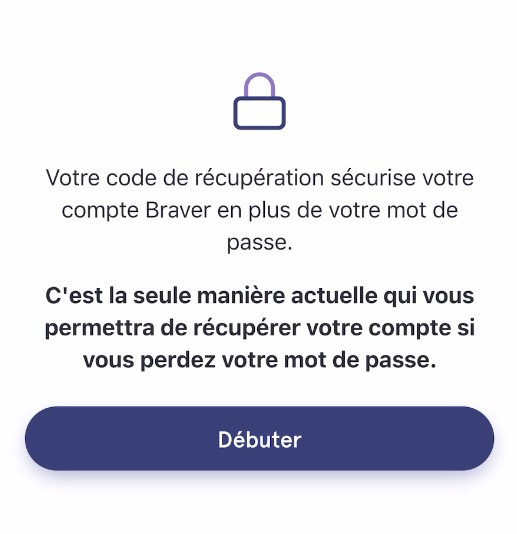 Votre code de récupération sécurise votre
compte Braver en plus de votre mot de
passe.
C'est la seule manière actuelle qui vous
permettra de récupérer votre compte si
vous perdez votre mot de passe.
Débuter